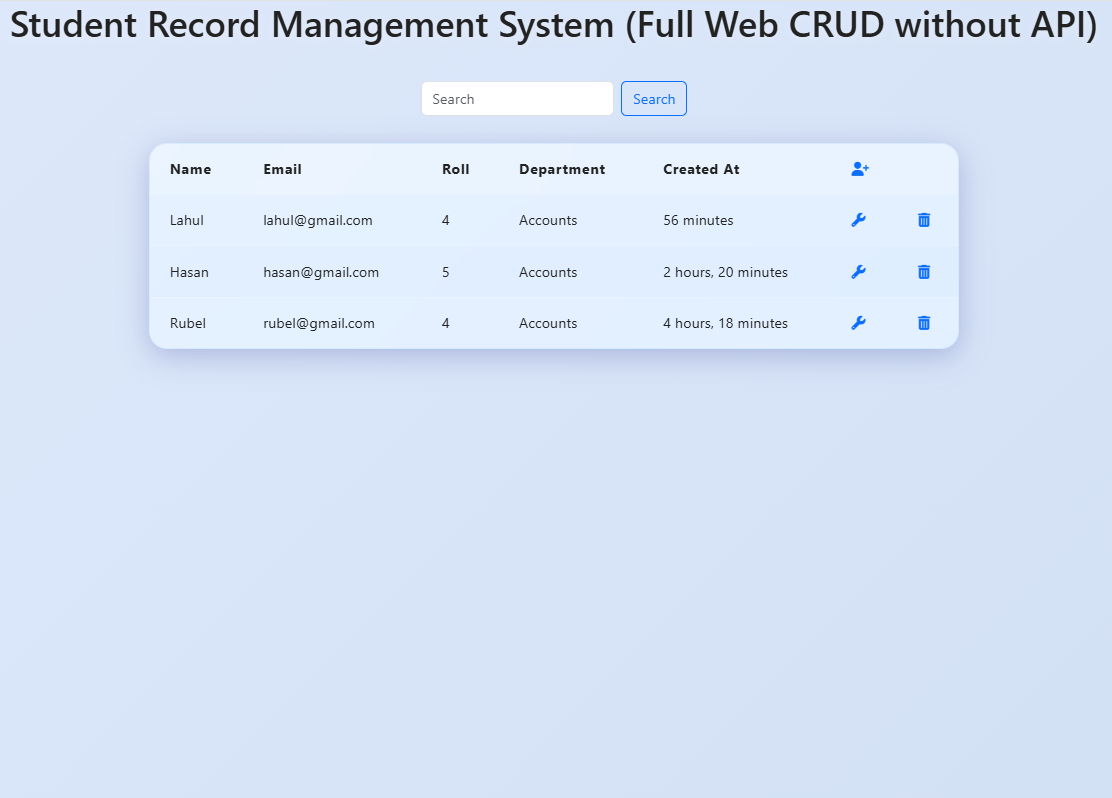 Student Record Management System (Full Web CRUD without API)
Search Search
Name Email Roll Department Created At
Lahul lahul@gmail.com 4 Accounts 56 minutes
Hasan hasan@gmail.com 5 Accounts 2 hours, 20 minutes
Rubel rubel@gmail.com 4 Accounts 4 hours, 18 minutes